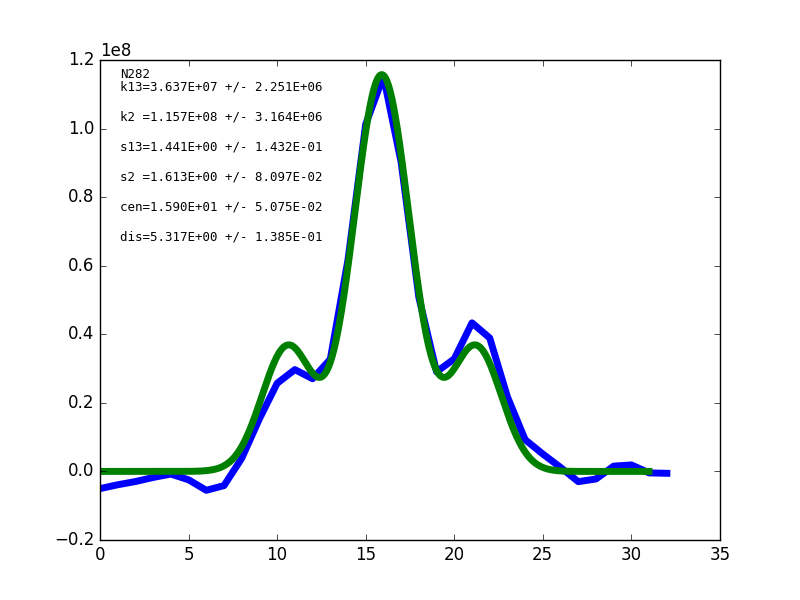 1e8
N282
k13=3.637E+07 +/- 2.251E+06
k2 =1.157E+08 +/- 3.164E+06
s13=1.441E+00 +/- 1.432E-01
s2 =1.613E+00 +/- 8.097E-02
cen=1.590E+01 +/- 5.075E-02
dis=5.317E+00 +/- 1.385E-01
1.2
1.0
0.8
0.6
0.4
0.2
0.0
−0.2
0 5 10 15 20 25 30 35